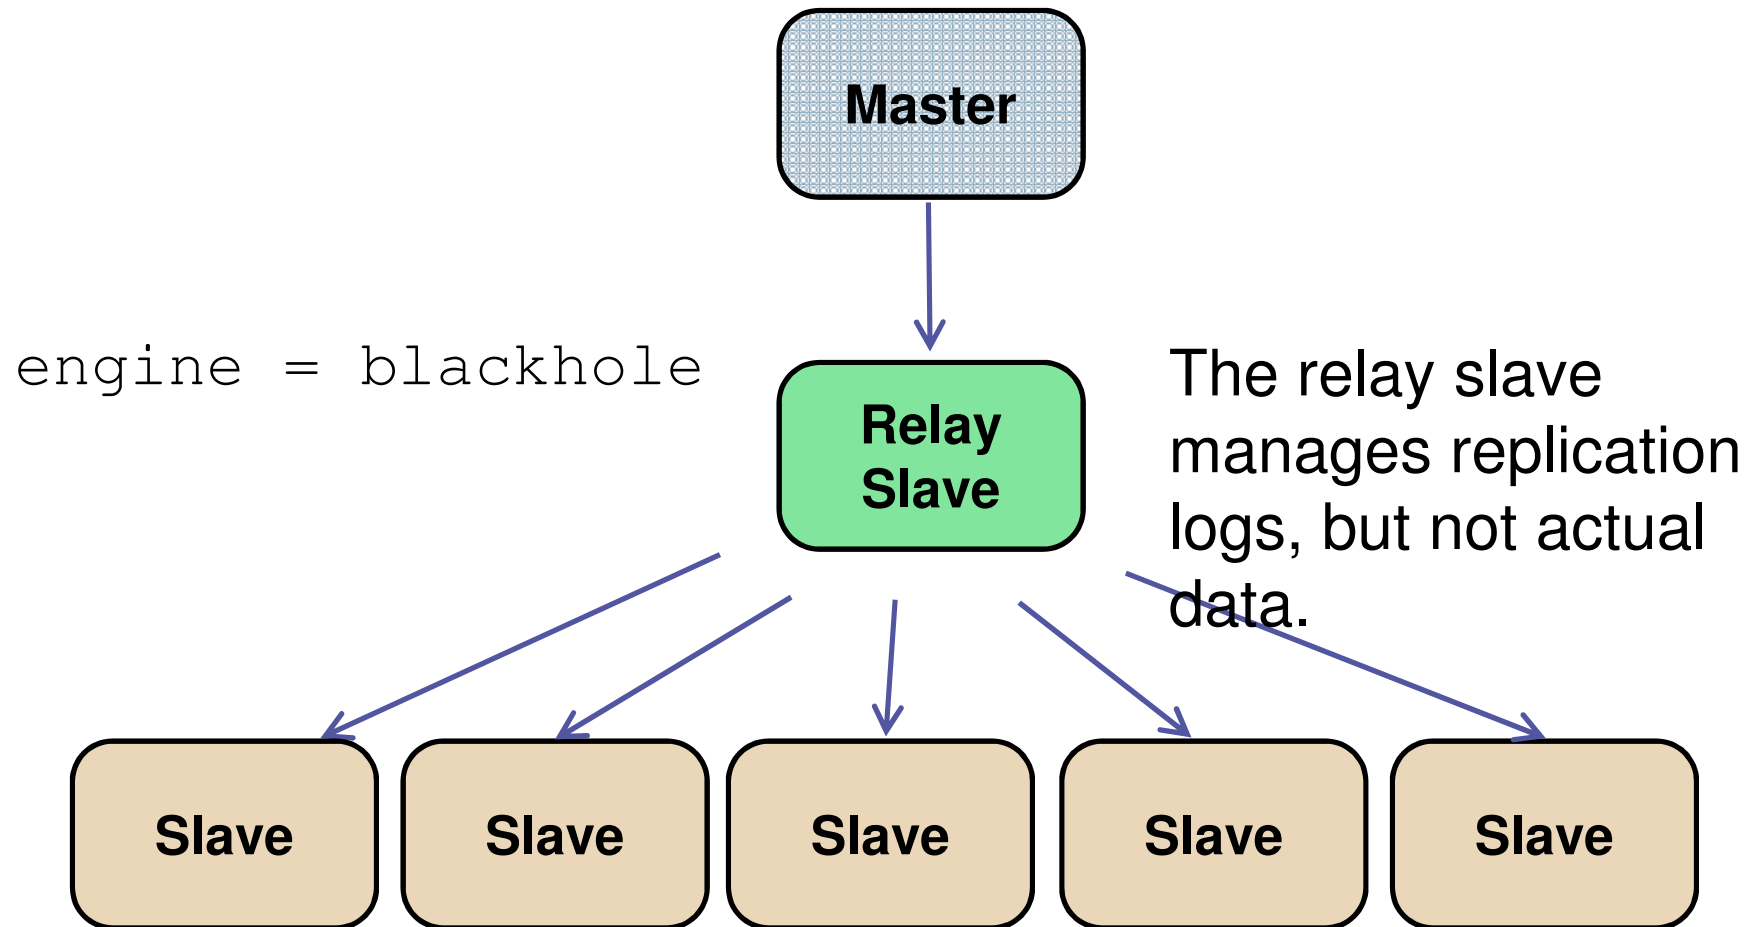 Master
engine = blackhole
Relay
Slave
The relay slave
manages replication
logs, but not actual
data.
Slave
Slave
Slave
Slave
Slave